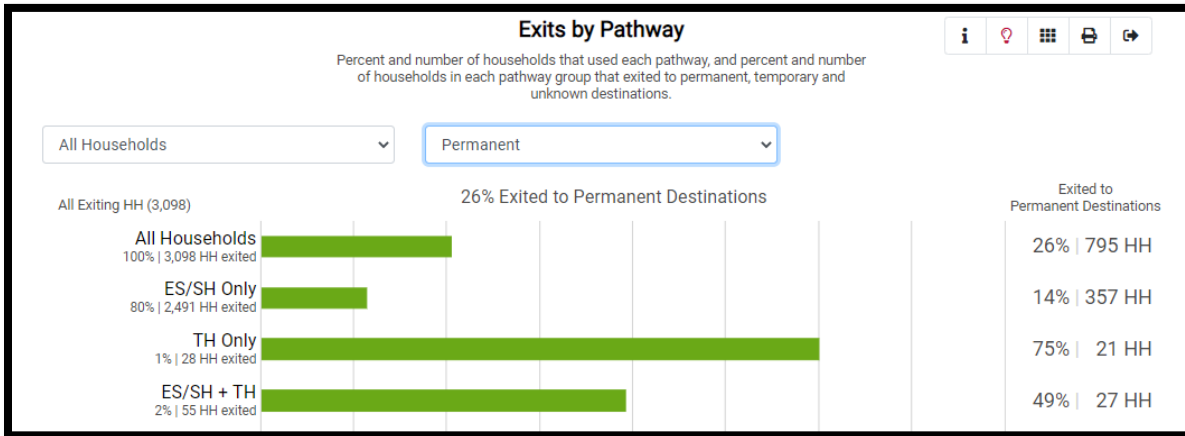 Exits by Pathway
Percent and number of households that used each pathway, and percent and number
of households in each pathway group that exited to permanent, temporary and
unknown destinations.
All Households
Permanent
All Exiting HH (3,098)
26% Exited to Permanent Destinations
Exited to
Permanent Destinations
All Households
100% | 3,098 HH exited
26% | 795 HH
ES/SH Only
80% | 2,491 HH exited
14% | 357 HH
TH Only
1% | 28 HH exited
75% | 21 HH
ES/SH + TH
2% | 55 HH exited
49% | 27 HH